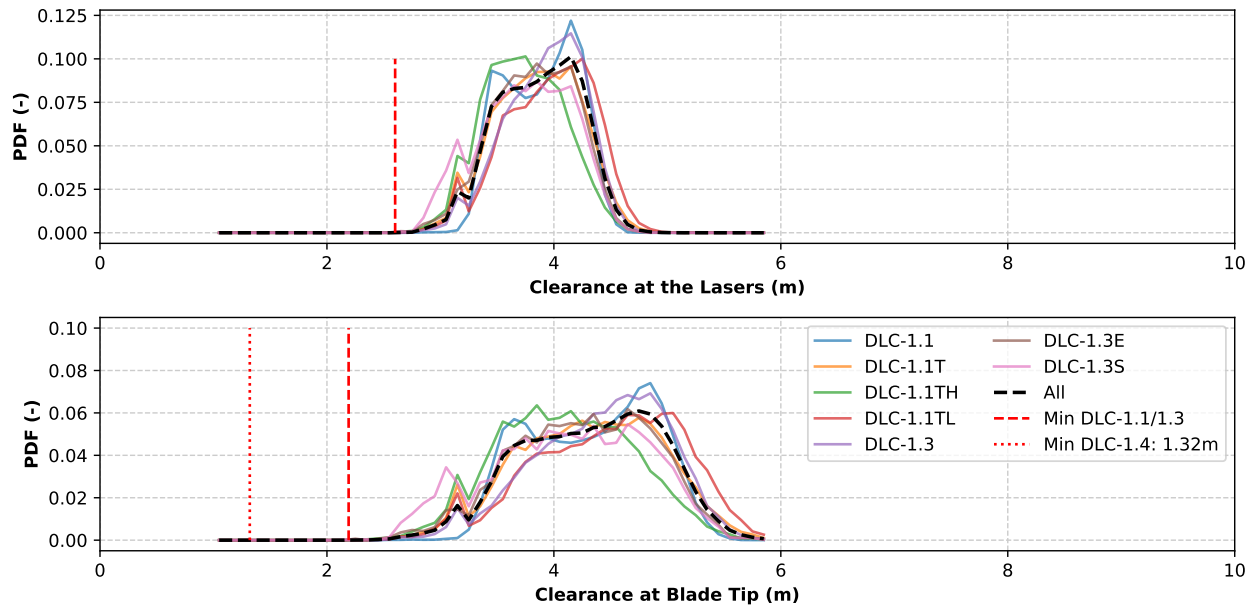 0.125
0.100
0.075
0.050
0.025
0.000
PDF (-)
0 2 4 6 8 10
Clearance at the Lasers (m)
0.10
0.08
0.06
0.04
0.02
0.00
PDF (-)
DLC-1.1
DLC-1.1T
DLC-1.1TH
DLC-1.1TL
DLC-1.3
DLC-1.3E
DLC-1.3S
All
Min DLC-1.1/1.3
Min DLC-1.4: 1.32m
0 2 4 6 8 10
Clearance at Blade Tip (m)